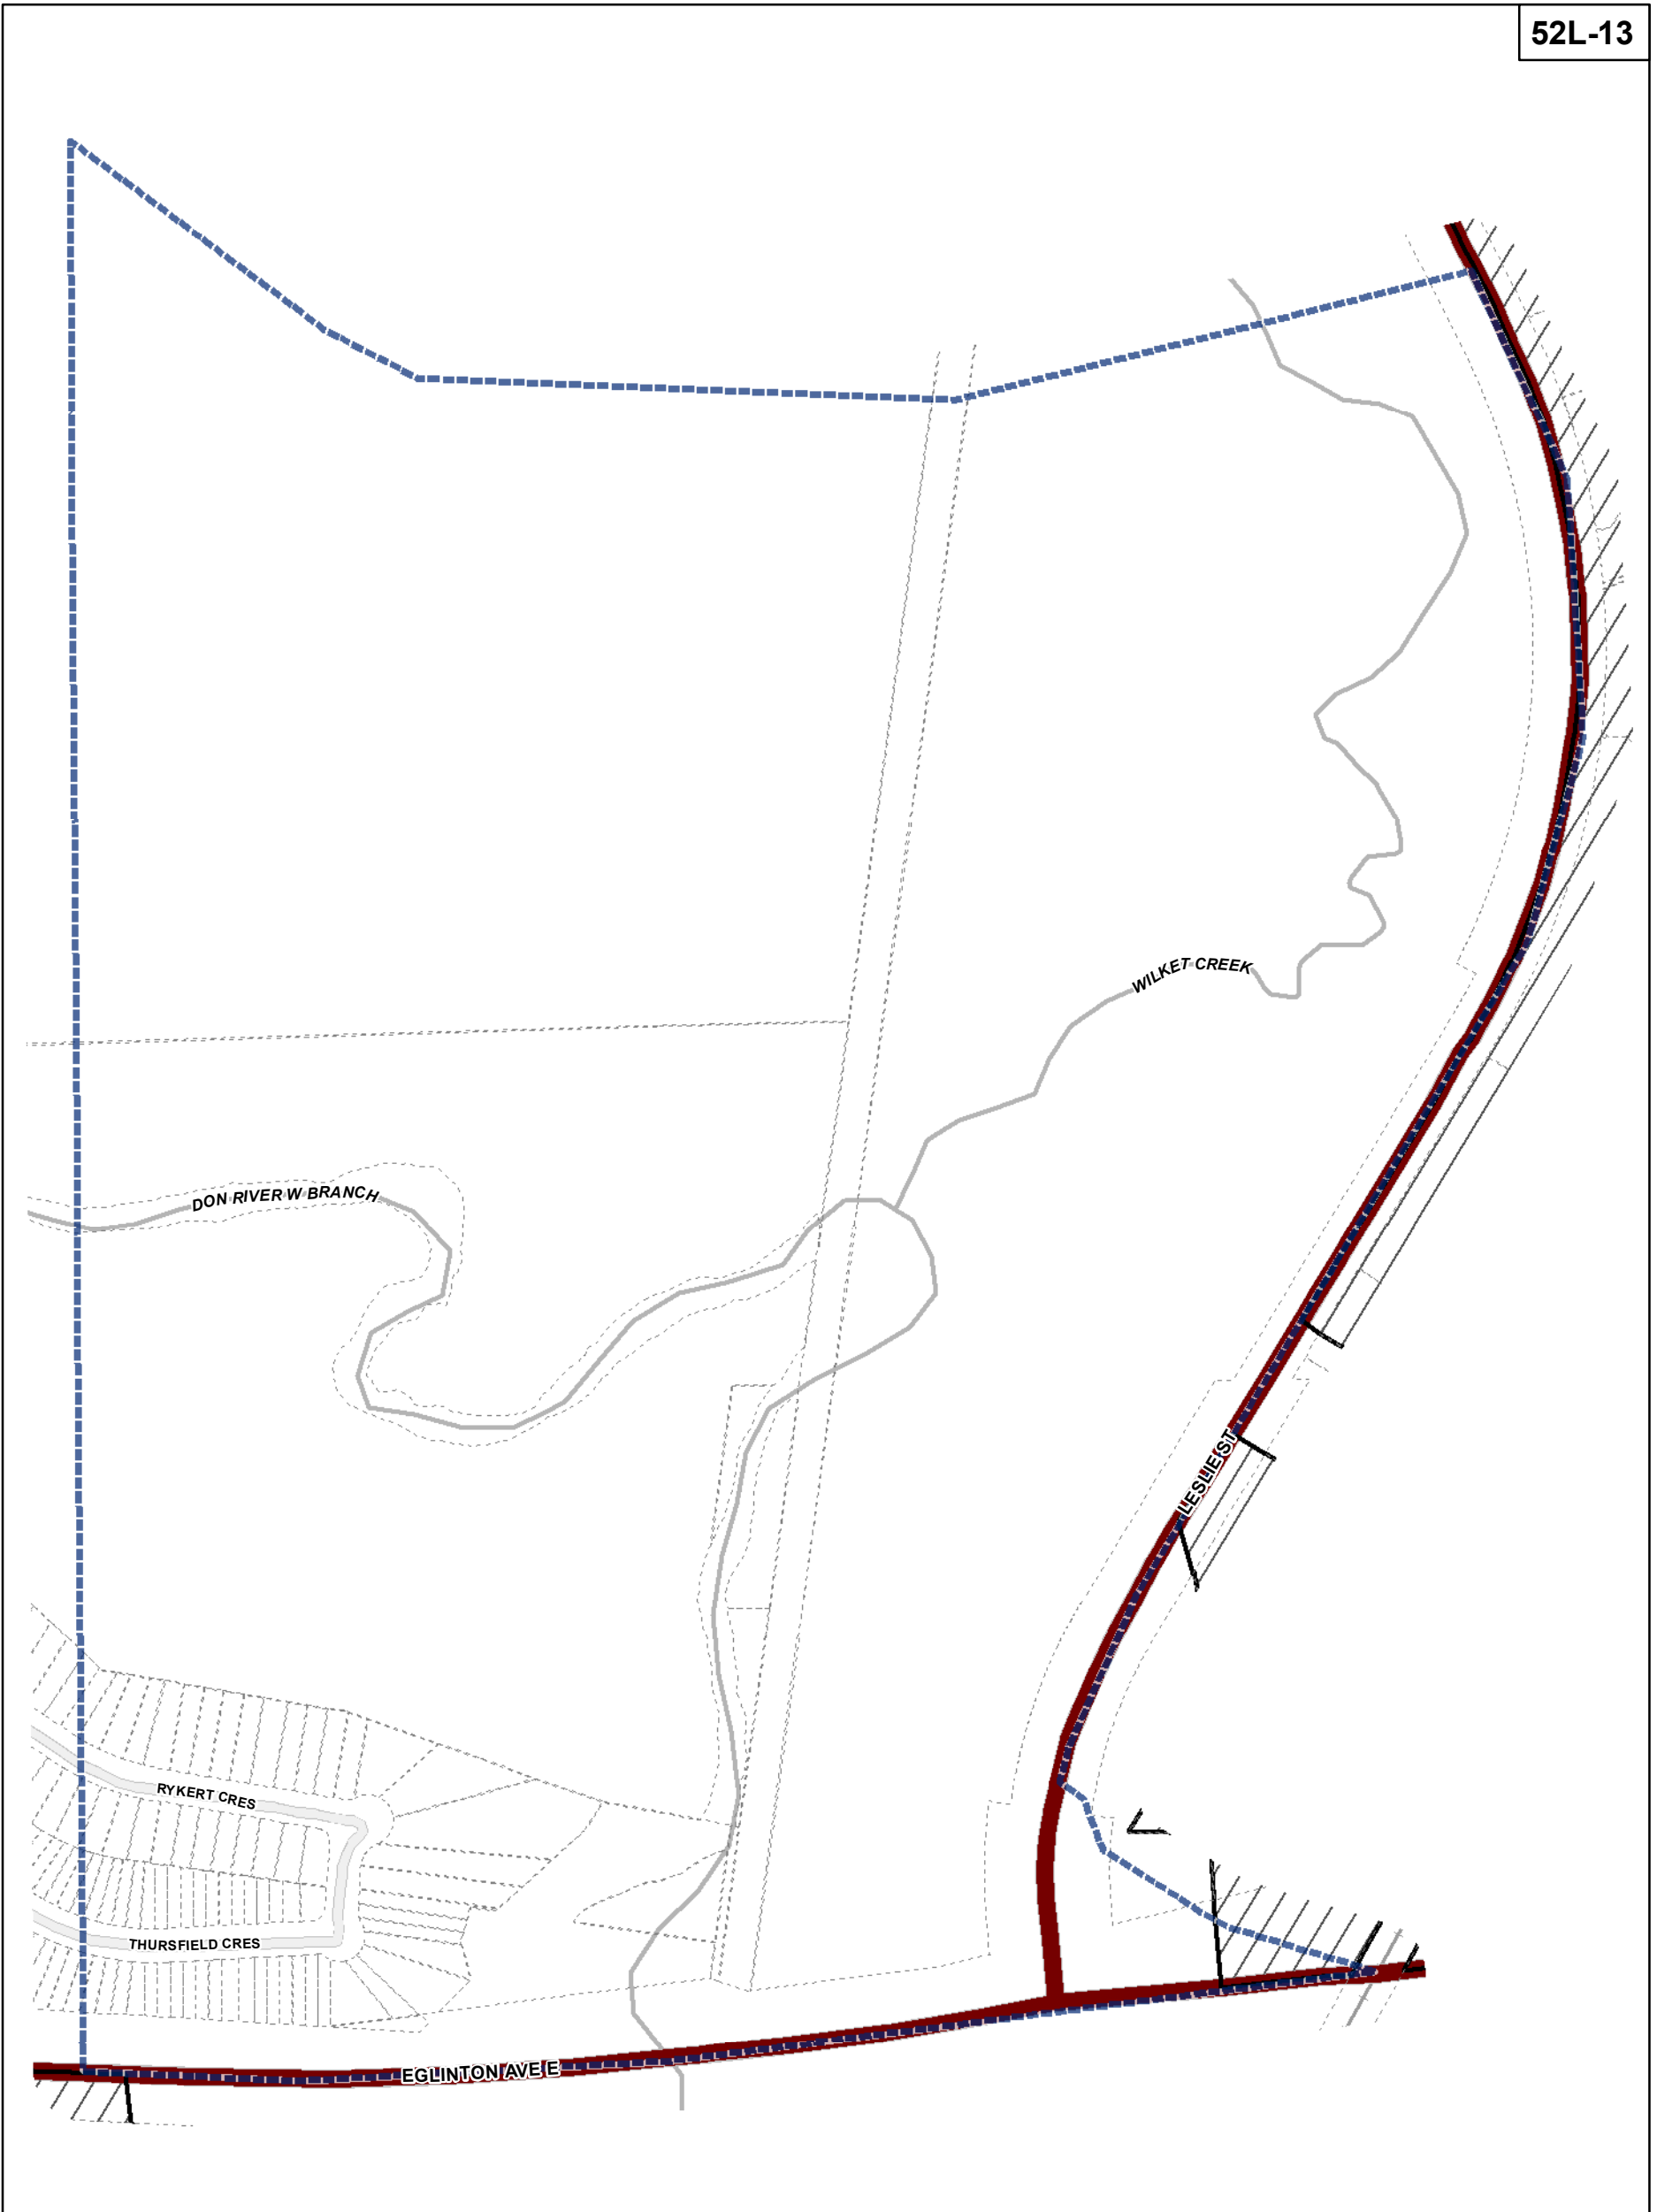 52L-13
WILKET CREEK
DON RIVER W BRANCH
LESLIE ST
RYKERT CRES
THURSFIELD CRES
EGLINTON AVE E